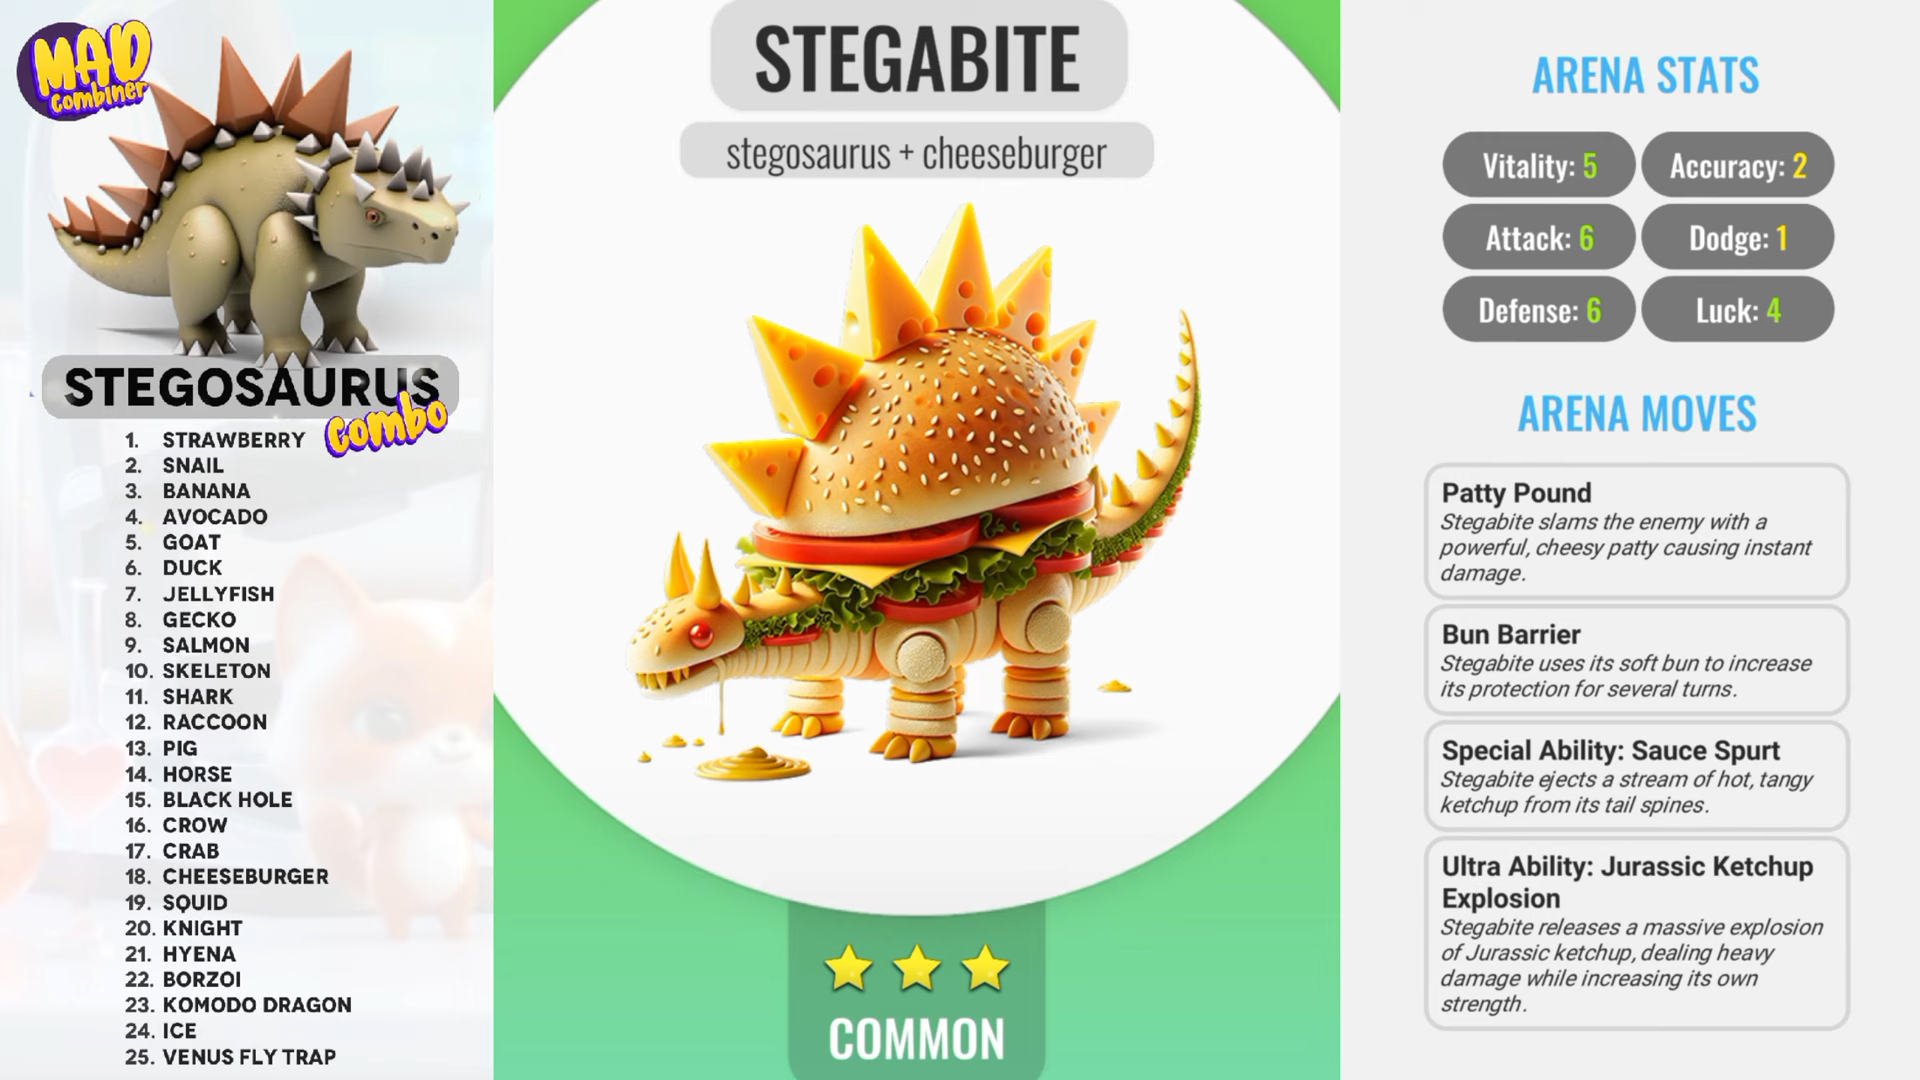 MAD
Combiner
STEGOSAURUS
Combo
1. STRAWBERRY
2. SNAIL
3. BANANA
4. AVOCADO
5. GOAT
6. DUCK
7. JELLYFISH
8. GECKO
9. SALMON
10. SKELETON
11. SHARK
12. RACCOON
13. PIG
14. HORSE
15. BLACK HOLE
16. CROW
17. CRAB
18. CHEESEBURGER
19. SQUID
20. KNIGHT
21. HYENA
22. BORZOI
23. KOMODO DRAGON
24. ICE
25. VENUS FLY TRAP
STEGABITE
stegosaurus + cheeseburger
COMMON
ARENA STATS
Vitality: 5 Accuracy: 2
Attack: 6 Dodge: 1
Defense: 6 Luck: 4
ARENA MOVES
Patty Pound
Stegabite slams the enemy with a
powerful, cheesy patty causing instant
damage.
Bun Barrier
Stegabite uses its soft bun to increase
its protection for several turns.
Special Ability: Sauce Spurt
Stegabite ejects a stream of hot, tangy
ketchup from its tail spines.
Ultra Ability: Jurassic Ketchup
Explosion
Stegabite releases a massive explosion
of Jurassic ketchup, dealing heavy
damage while increasing its own
strength.